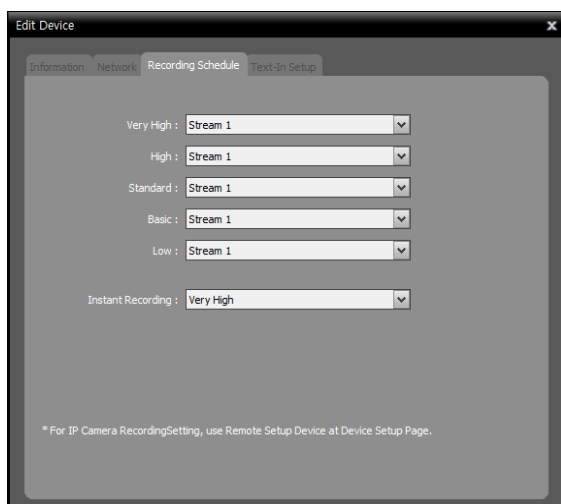 Edit Device x
Information Network Recording Schedule Text-In Setup
Very High : Stream 1
High : Stream 1
Standard : Stream 1
Basic : Stream 1
Low : Stream 1
Instant Recording : Very High
* For IP Camera RecordingSetting, use Remote Setup Device at Device Setup Page.